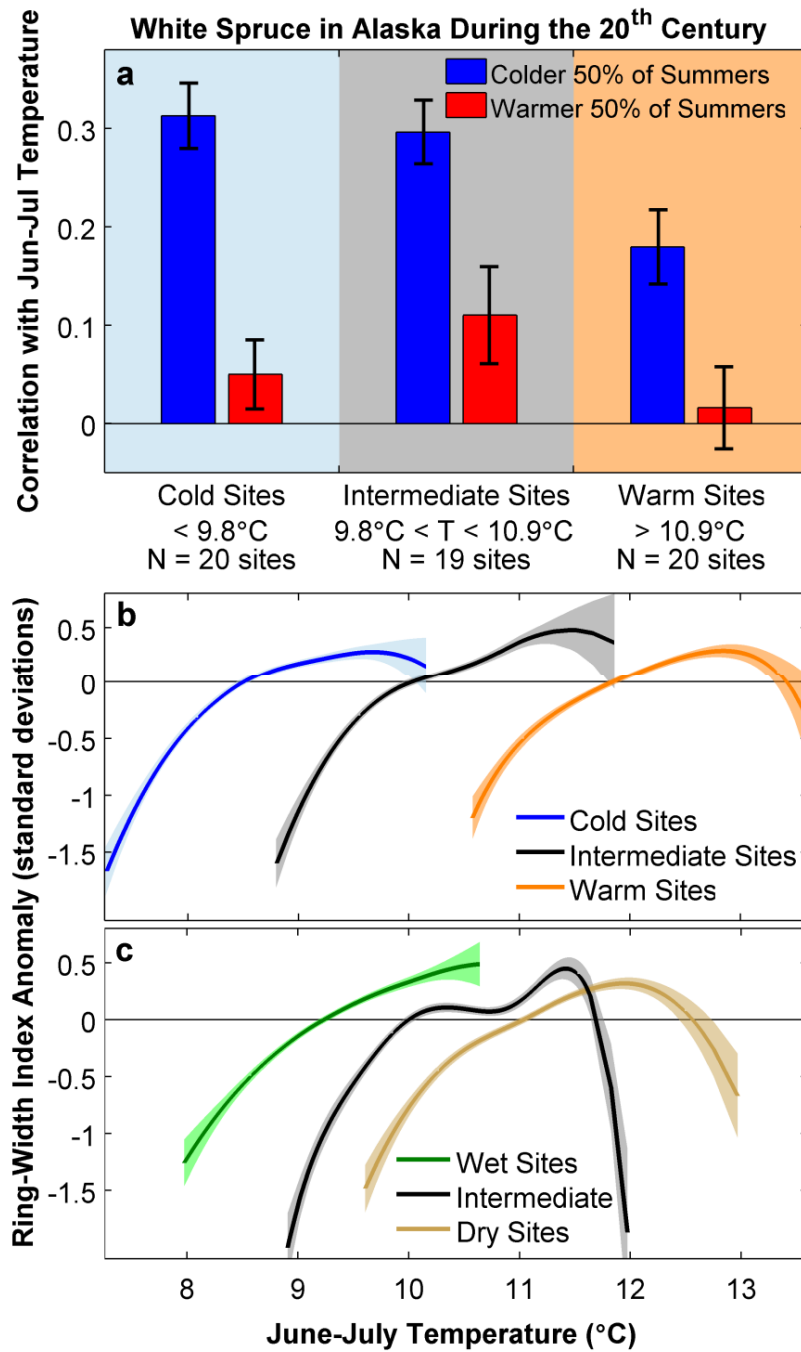 White Spruce in Alaska During the 20th Century
a
Colder 50% of Summers
Warmer 50% of Summers
Correlation with Jun-Jul Temperature
0.3
0.2
0.1
0
Cold Sites
< 9.8°C
N = 20 sites
Intermediate Sites
9.8°C < T < 10.9°C
N = 19 sites
Warm Sites
> 10.9°C
N = 20 sites
Ring-Width Index Anomaly (standard deviations)
b
0.5
0
-0.5
-1
-1.5
Cold Sites
Intermediate Sites
Warm Sites
c
0.5
0
-0.5
-1
-1.5
Wet Sites
Intermediate
Dry Sites
8 9 10 11 12 13
June-July Temperature (°C)